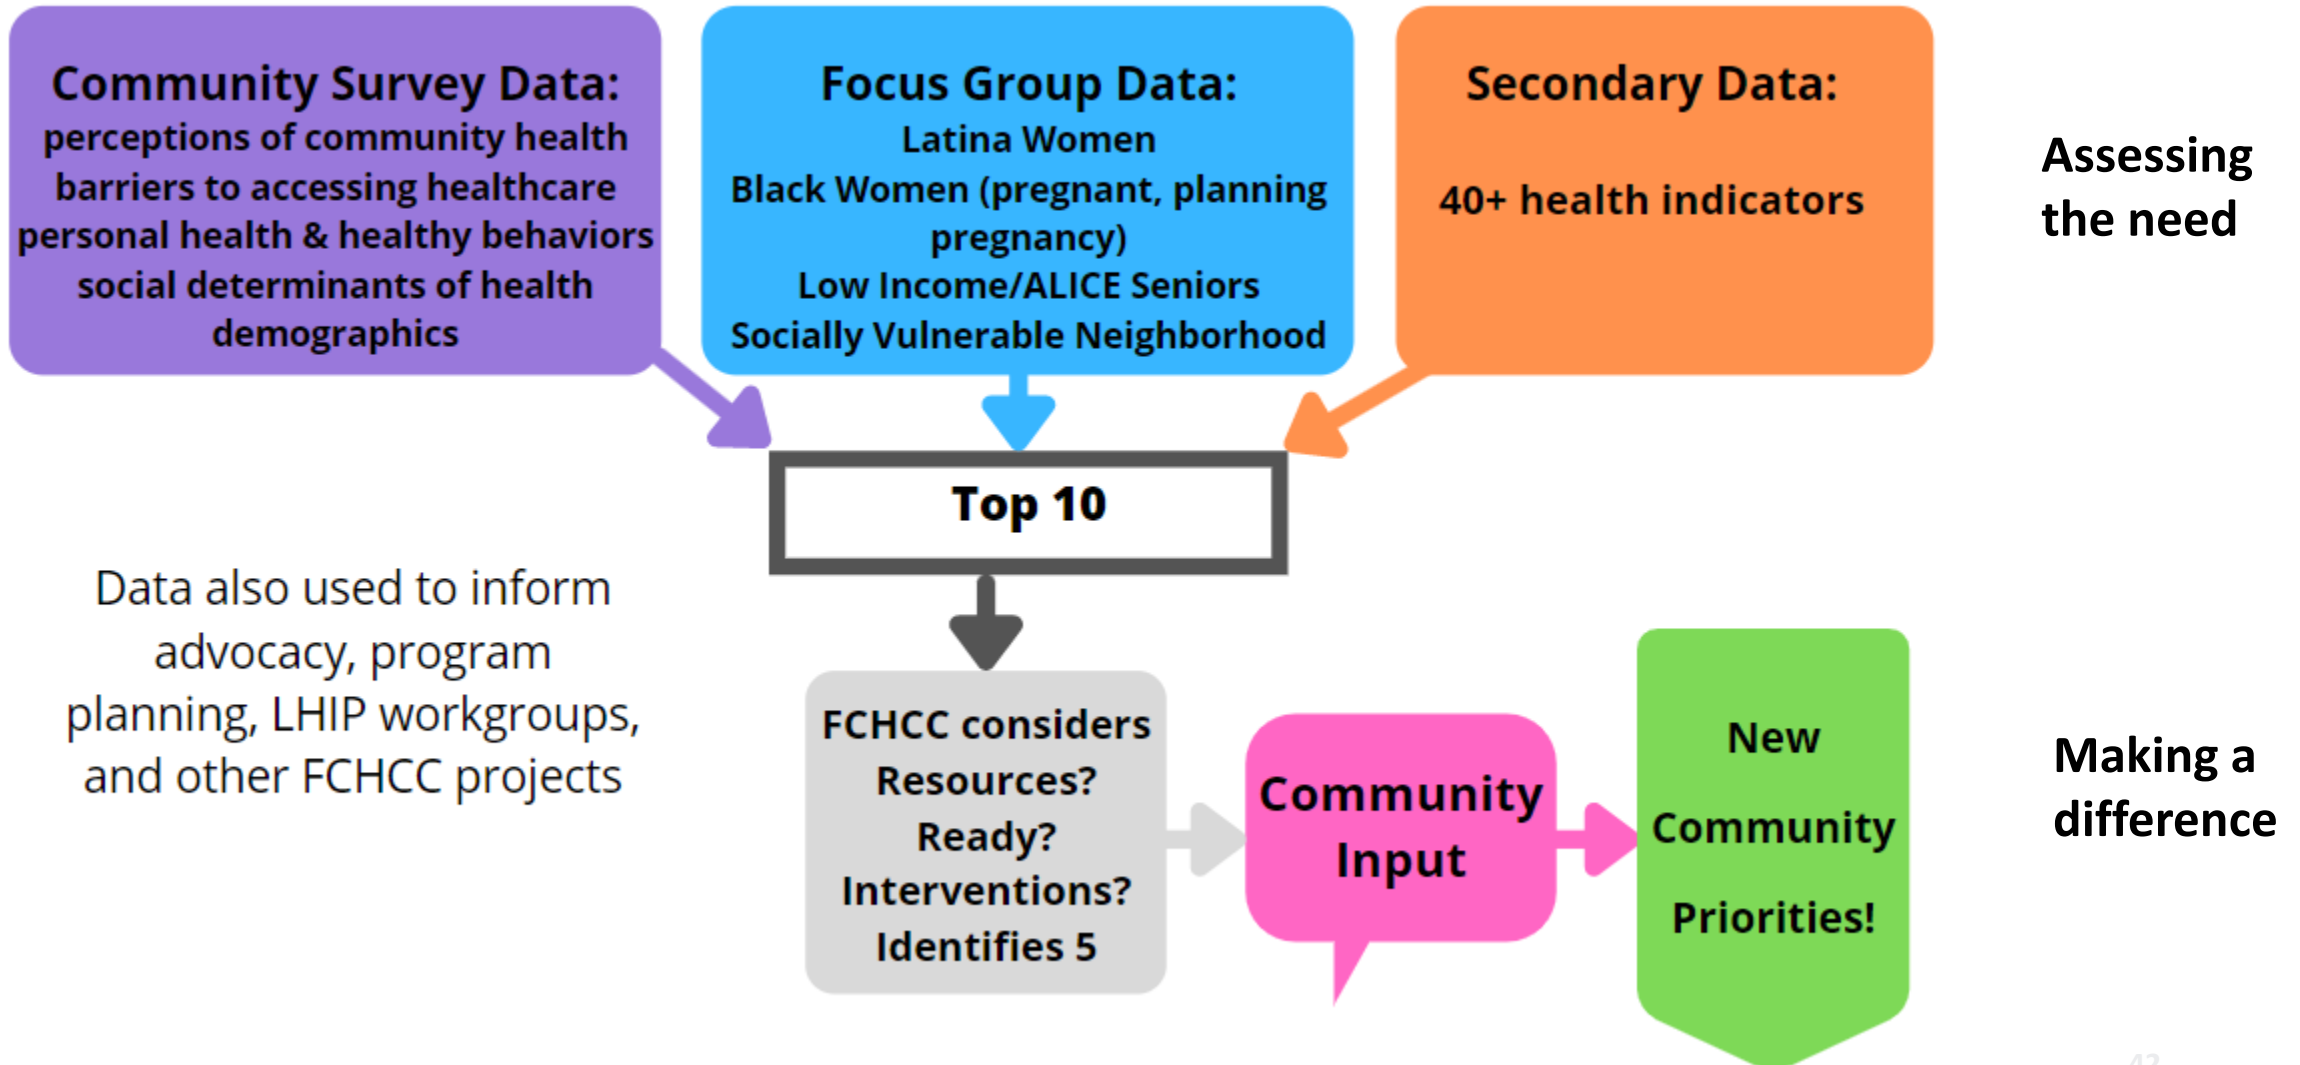 Community Survey Data:
perceptions of community health
barriers to accessing healthcare
personal health & healthy behaviors
social determinants of health
demographics
Focus Group Data:
Latina Women
Black Women (pregnant, planning
pregnancy)
Low Income/ALICE Seniors
Socially Vulnerable Neighborhood
Secondary Data:
40+ health indicators
Assessing
the need
Top 10
Data also used to inform
advocacy, program
planning, LHIP workgroups,
and other FCHCC projects
FCHCC considers
Resources?
Ready?
Interventions?
Identifies 5
Community
Input
New
Community
Priorities!
Making a
difference
42